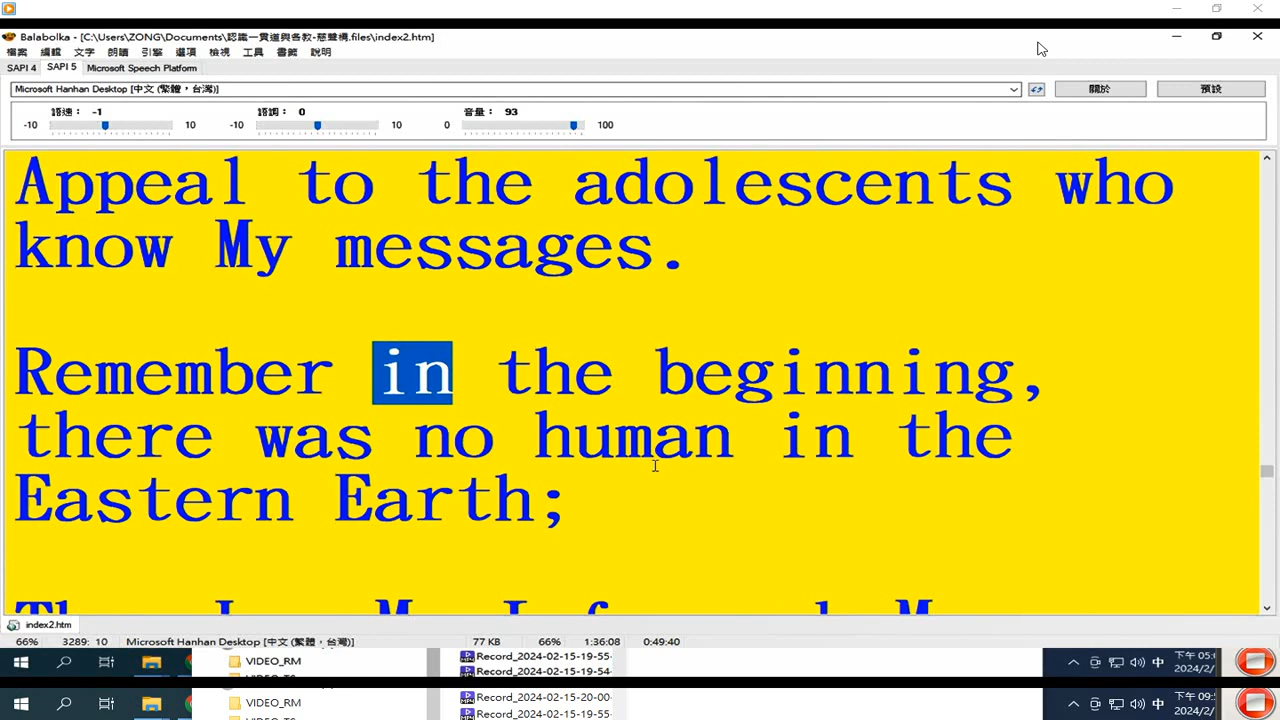 Balabolka - [C:\Users\ZONG\Documents\認識一貫道與各教-慈聲橋.files\index2.htm]
檔案 編輯 文字 朗讀 引擎 選項 檢視 工具 書籤 說明
SAPI 4 SAPI 5 Microsoft Speech Platform
Microsoft Hanhan Desktop [中文 (繁體，台灣)] 關於 預設
語速： -1 語調： 0 音量： 93
-10 10 -10 10 0 100
Appeal to the adolescents who
know My messages.
Remember in the beginning,
there was no human in the
Eastern Earth;
index2.htm
66% 3289: 10 Microsoft Hanhan Desktop [中文 (繁體，台灣)] 77 KB 66% 1:36:08 0:49:40
VIDEO_RM Record_2024-02-15-19-55- 中 下午 05:
Record_2024-02-15-19-54- 2024/2/
VIDEO_RM Record_2024-02-15-20-00- 中 下午 09:5
Record_2024-02-15-19-55- 2024/2/